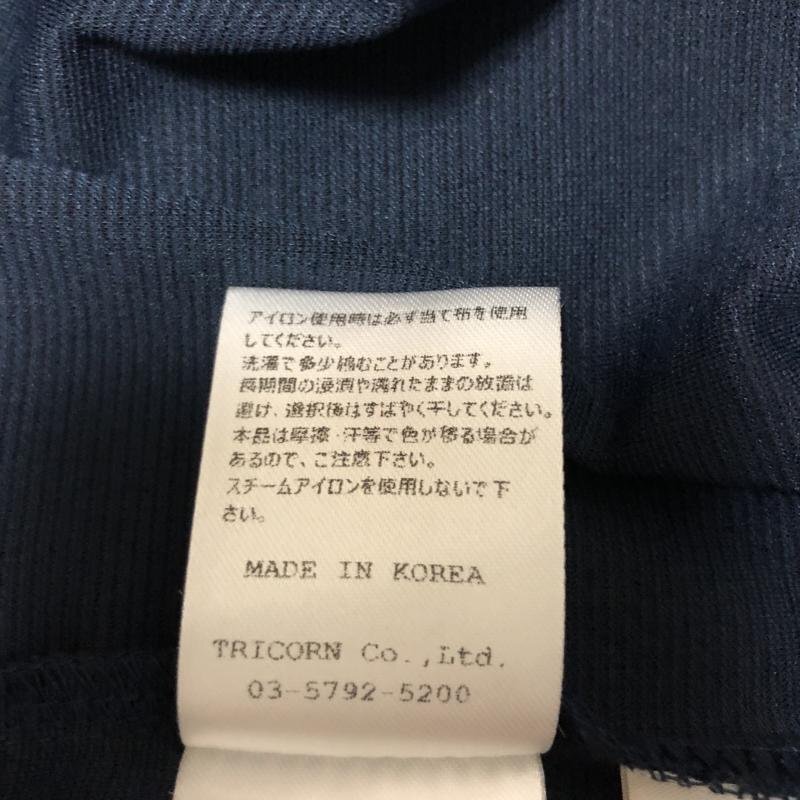 アイロン使用時は必ず当て布を使用
してください。
洗濯で多少縮むことがあります。
長期間の浸漬や濡れたままの放置は
避け、選択後はすばやく干してください。
本品は摩擦・汗等で色が移る場合が
あるので、ご注意下さい。
スチームアイロンを使用しないで下
さい。
MADE IN KOREA
TRICORN Co.,Ltd.
03-5792-5200